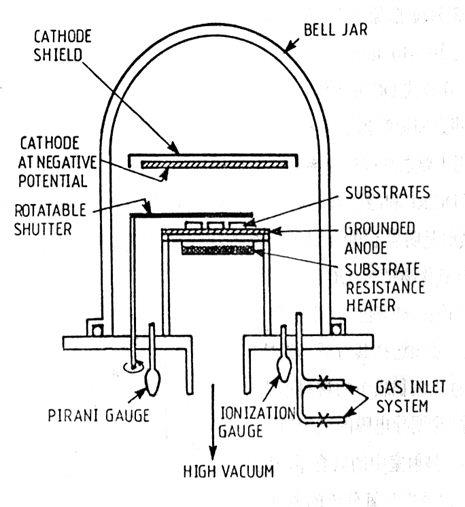 CATHODE
SHIELD
BELL JAR
CATHODE
AT NEGATIVE
POTENTIAL
ROTATABLE
SHUTTER
SUBSTRATES
GROUNDED
ANODE
SUBSTRATE
RESISTANCE
HEATER
PIRANI GAUGE
IONIZATION
GAUGE
GAS INLET
SYSTEM
HIGH VACUUM